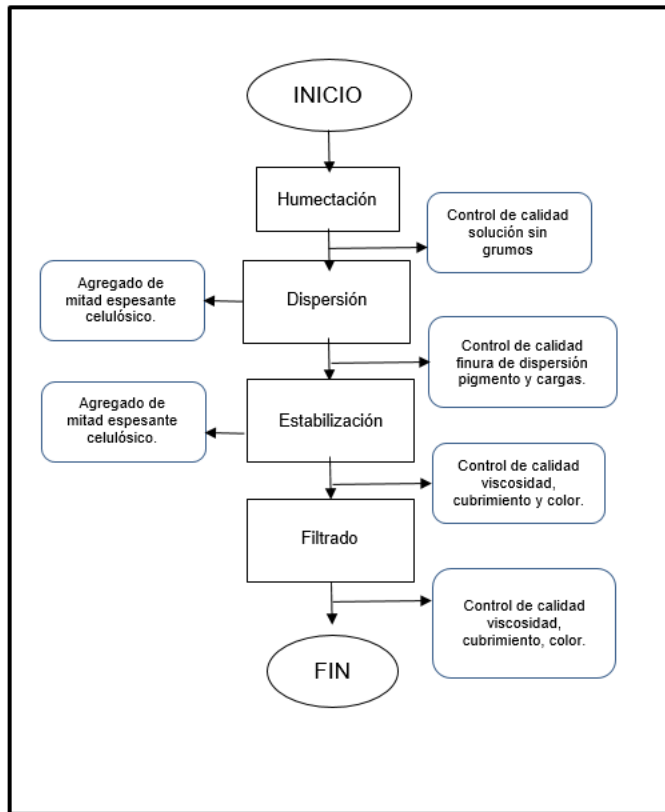 INICIO
Humectación
Control de calidad
solución sin
grumos
Agregado de
mitad espesante
celulósico.
Dispersión
Control de calidad
finura de dispersión
pigmento y cargas.
Agregado de
mitad espesante
celulósico.
Estabilización
Control de calidad
viscosidad,
cubrimiento y color.
Filtrado
Control de calidad
viscosidad,
cubrimiento, color.
FIN